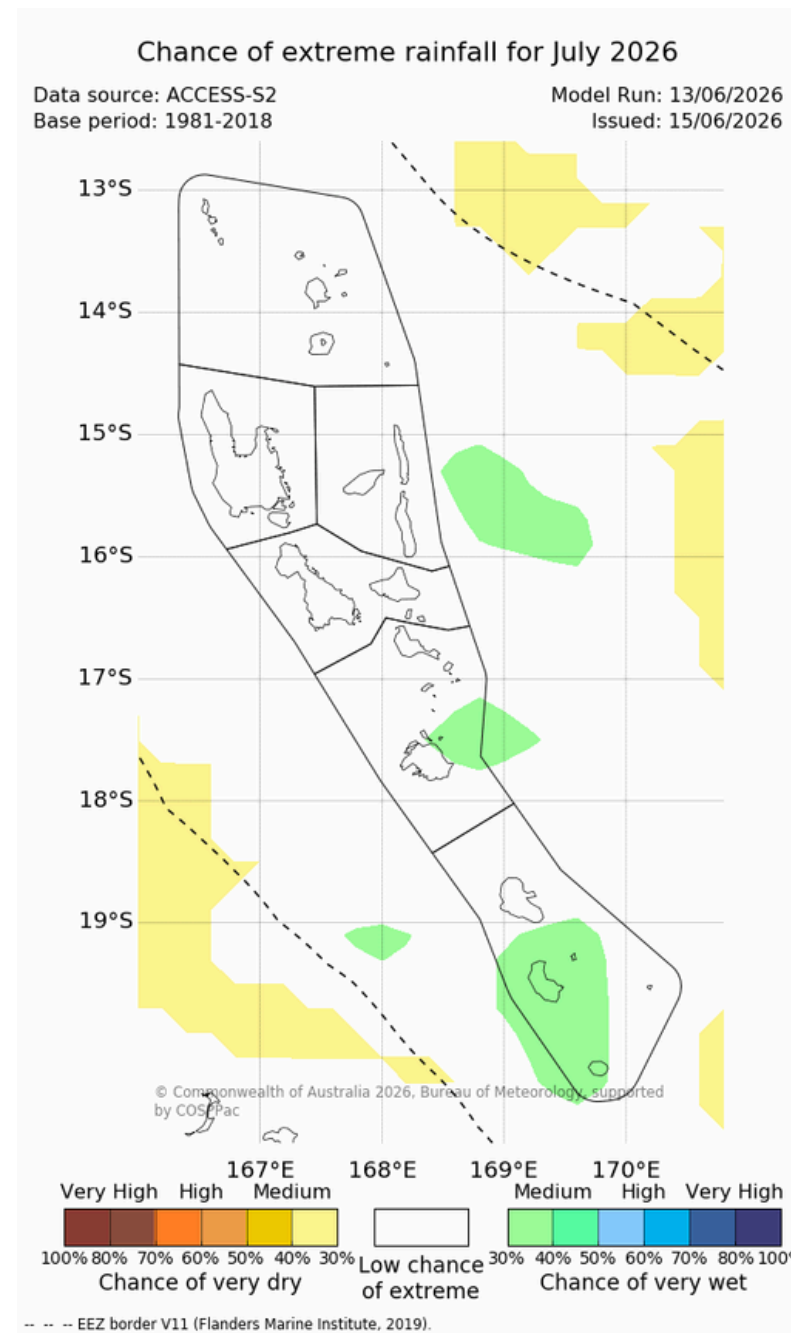 Chance of extreme rainfall for July 2026
Data source: ACCESS-S2
Model Run: 13/06/2026
Base period: 1981-2018
Issued: 15/06/2026
13°S
14°S
15°S
16°S
17°S
18°S
19°S
© Commonwealth of Australia 2026, Bureau of Meteorology, supported
by COSPPac
167°E 168°E 169°E 170°E
Very High High Medium
Medium High Very High
100% 80% 70% 60% 50% 40% 30%
30% 40% 50% 60% 70% 80% 100%
Low chance
of extreme
Chance of very dry
Chance of very wet
-- -- -- EEZ border V11 (Flanders Marine Institute, 2019).